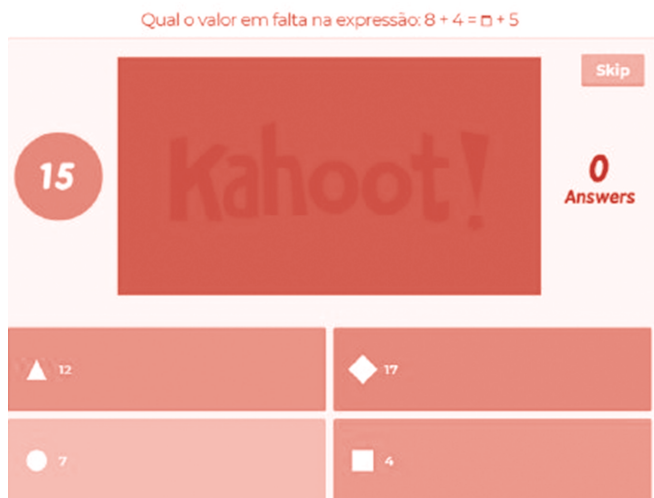 Qual o valor em falta na expressão: 8 + 4 = □ + 5
Skip
15
Kahoot!
0
Answers
12
17
7
4